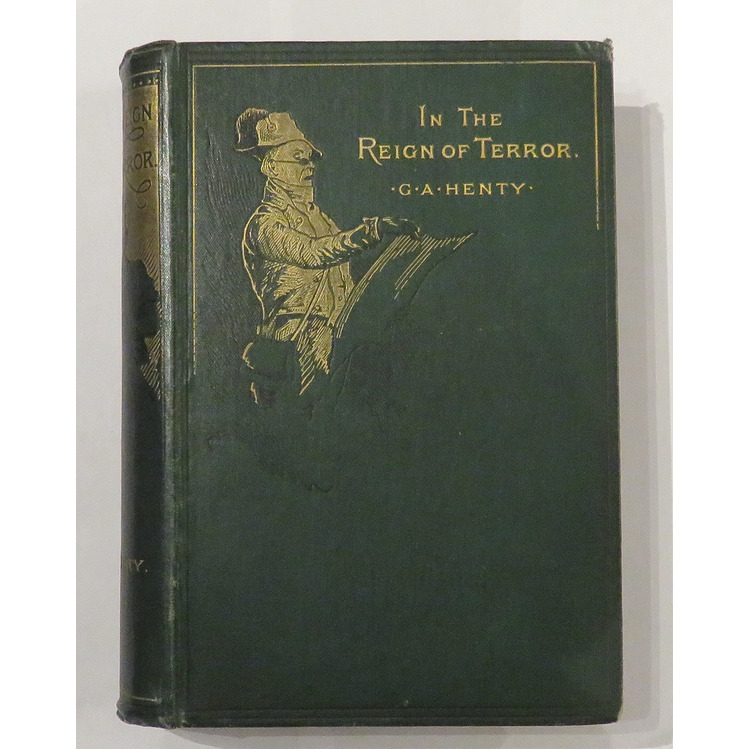 IN THE
REIGN OF TERROR.
·G·A·HENTY·